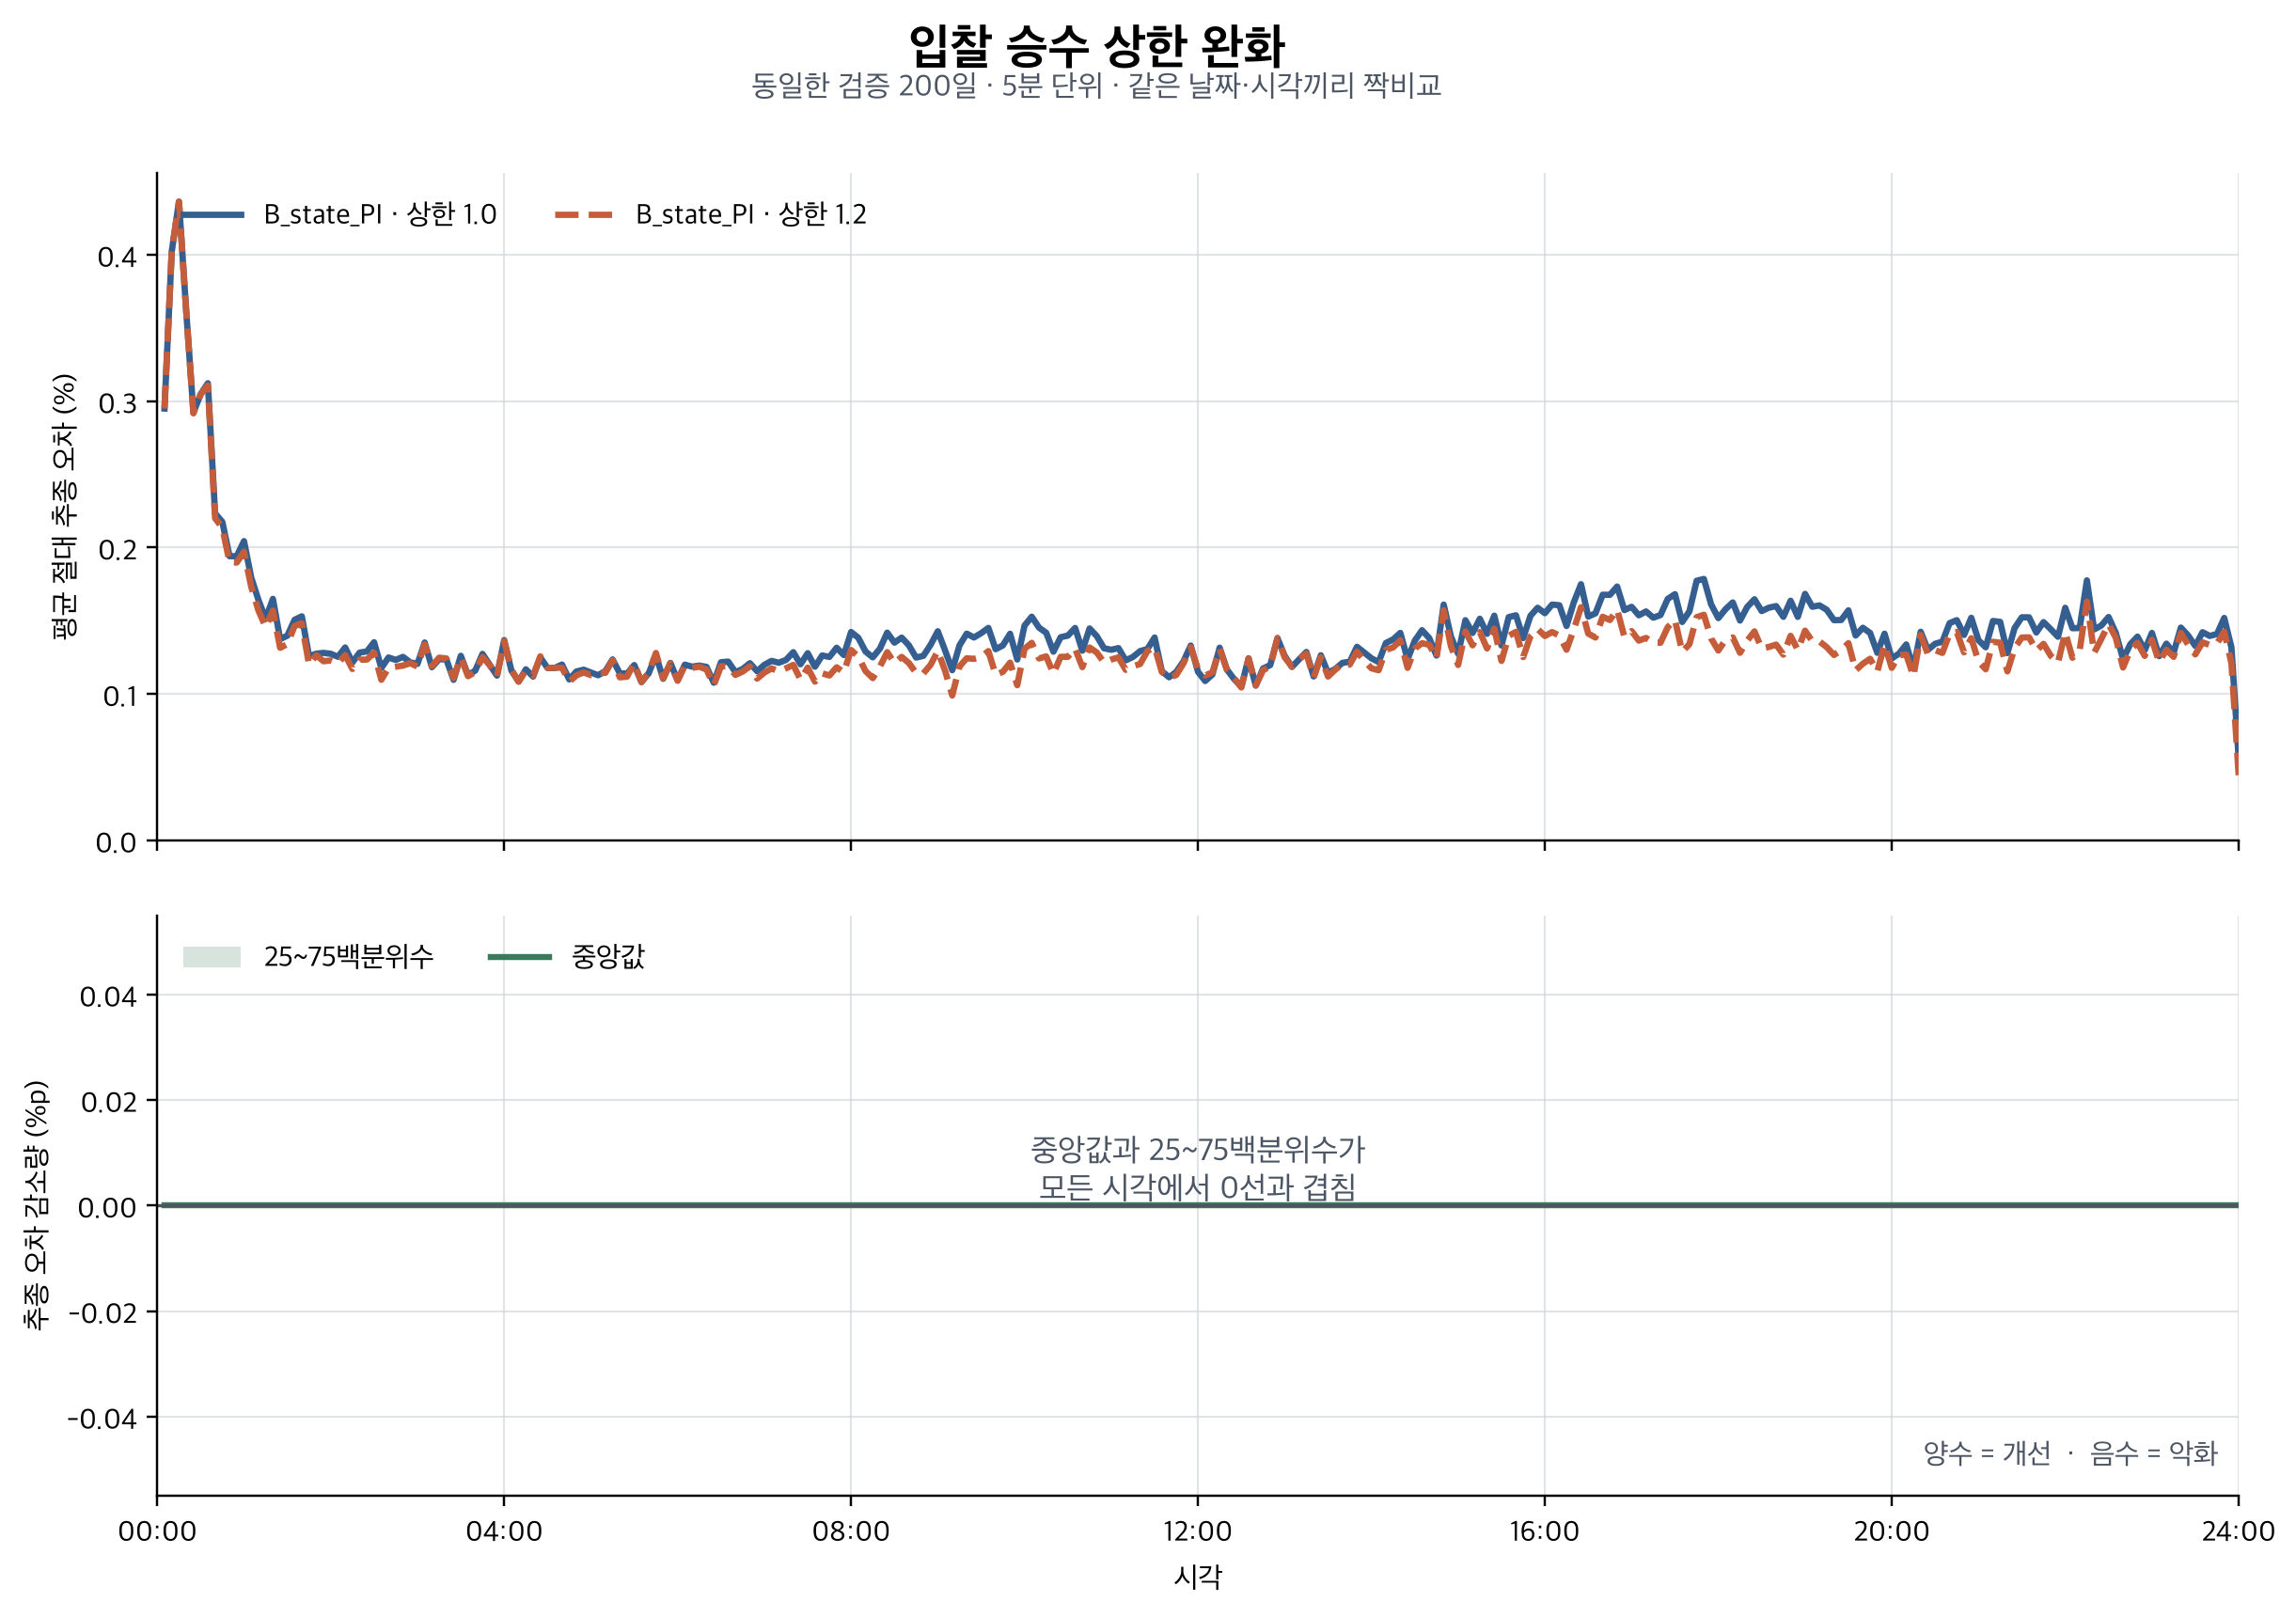 입찰 승수 상한 완화
동일한 검증 200일 · 5분 단위 · 같은 날짜·시각끼리 짝비교
B_state_PI · 상한 1.0
B_state_PI · 상한 1.2
평균 절대 추종 오차 (%)
0.4
0.3
0.2
0.1
0.0
25~75백분위수
중앙값
추종 오차 감소량 (%p)
0.04
0.02
0.00
-0.02
-0.04
중앙값과 25~75백분위수가
모든 시각에서 0선과 겹침
양수 = 개선 · 음수 = 악화
00:00
04:00
08:00
12:00
16:00
20:00
24:00
시각